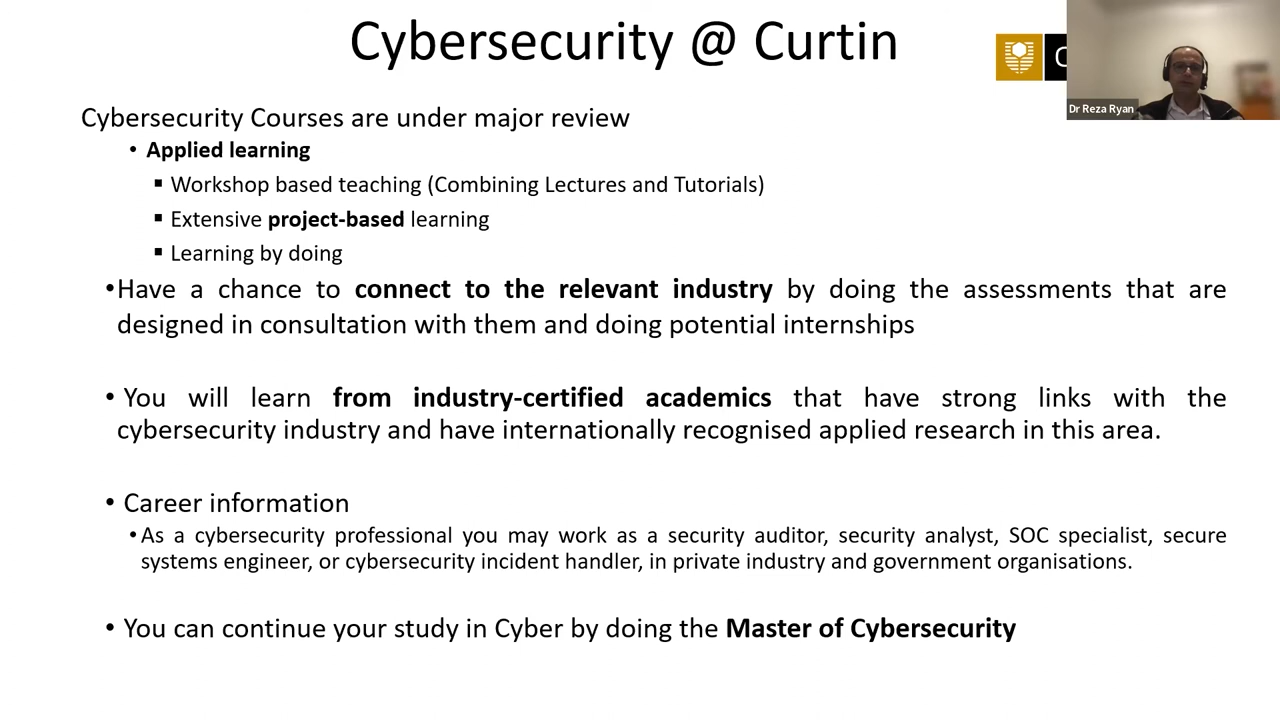 Cybersecurity @ Curtin
C
Dr Reza Ryan
Cybersecurity Courses are under major review
• Applied learning
▪ Workshop based teaching (Combining Lectures and Tutorials)
▪ Extensive project-based learning
▪ Learning by doing
•Have a chance to connect to the relevant industry by doing the assessments that are
designed in consultation with them and doing potential internships
• You will learn from industry-certified academics that have strong links with the
cybersecurity industry and have internationally recognised applied research in this area.
• Career information
•As a cybersecurity professional you may work as a security auditor, security analyst, SOC specialist, secure
systems engineer, or cybersecurity incident handler, in private industry and government organisations.
• You can continue your study in Cyber by doing the Master of Cybersecurity